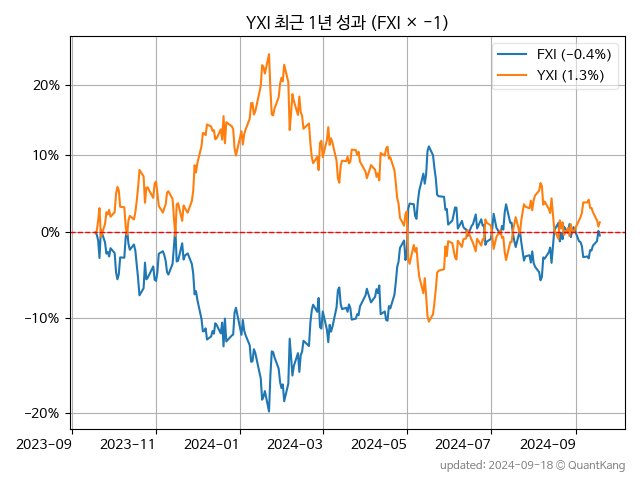 YXI 최근 1년 성과 (FXI × −1)
FXI (−0.4%)
YXI (1.3%)
20%
10%
0%
−10%
−20%
2023-09 2023-11 2024-01 2024-03 2024-05 2024-07 2024-09
updated: 2024-09-18 © QuantKang